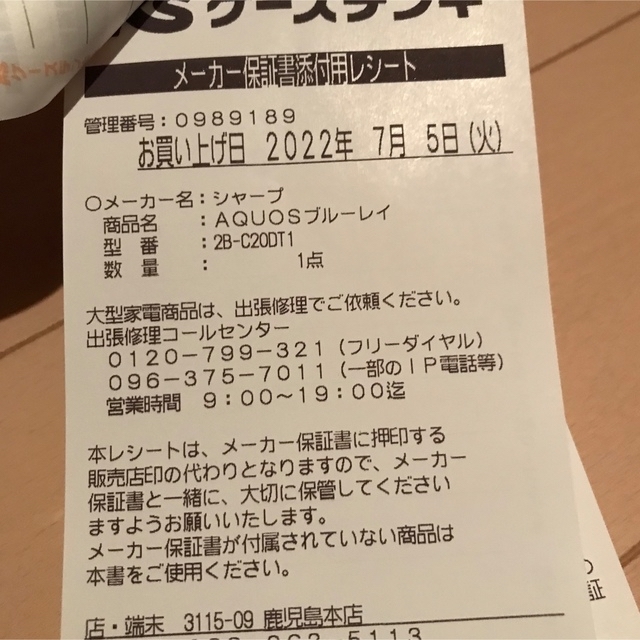 ケーズデンキ
メーカー保証書添付用レシート
管理番号：0989189
お買い上げ日 2022年 7月 5日(火)
○メーカー名：シャープ
商品名 ：AQUOSブルーレイ
型 番 ：2B-C20DT1
数 量 ： 1点
大型家電商品は、出張修理でご依頼ください。
出張修理コールセンター
0120-799-321(フリーダイヤル)
096-375-7011(一部のIP電話等)
営業時間 9:00～19:00迄
本レシートは、メーカー保証書に押印する
販売店印の代わりとなりますので、メーカー
保証書と一緒に、大切に保管してください
ますようお願いいたします。
メーカー保証書が付属されていない商品は
本書をご使用ください。
店・端末 3115-09 鹿児島本店
の
証